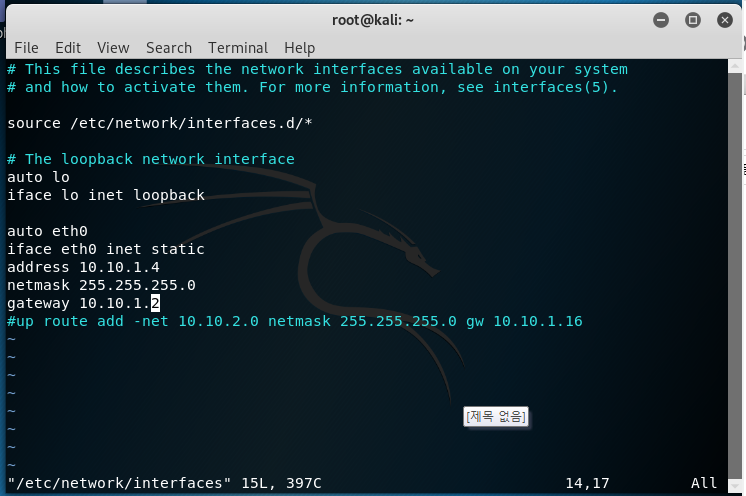 root@kali: ~
File Edit View Search Terminal Help
# This file describes the network interfaces available on your system
# and how to activate them. For more information, see interfaces(5).
source /etc/network/interfaces.d/*
# The loopback network interface
auto lo
iface lo inet loopback
auto eth0
iface eth0 inet static
address 10.10.1.4
netmask 255.255.255.0
gateway 10.10.1.2
#up route add -net 10.10.2.0 netmask 255.255.255.0 gw 10.10.1.16
~
~
~
~
~
~
~
~
[제목 없음]
"/etc/network/interfaces" 15L, 397C 14,17 All